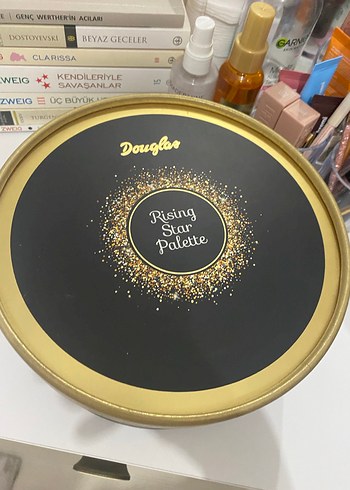 GENÇ WERTHER'İN ACILARI
DOSTOYEVSKİ BEYAZ GECELER
CLARISSA
ZWEIG KENDİLERİYLE SAVAŞANLAR
ZWEIG ÜÇ BÜYÜK
ZWEIG
GARNIER
Douglas
Rising
Star
Palette